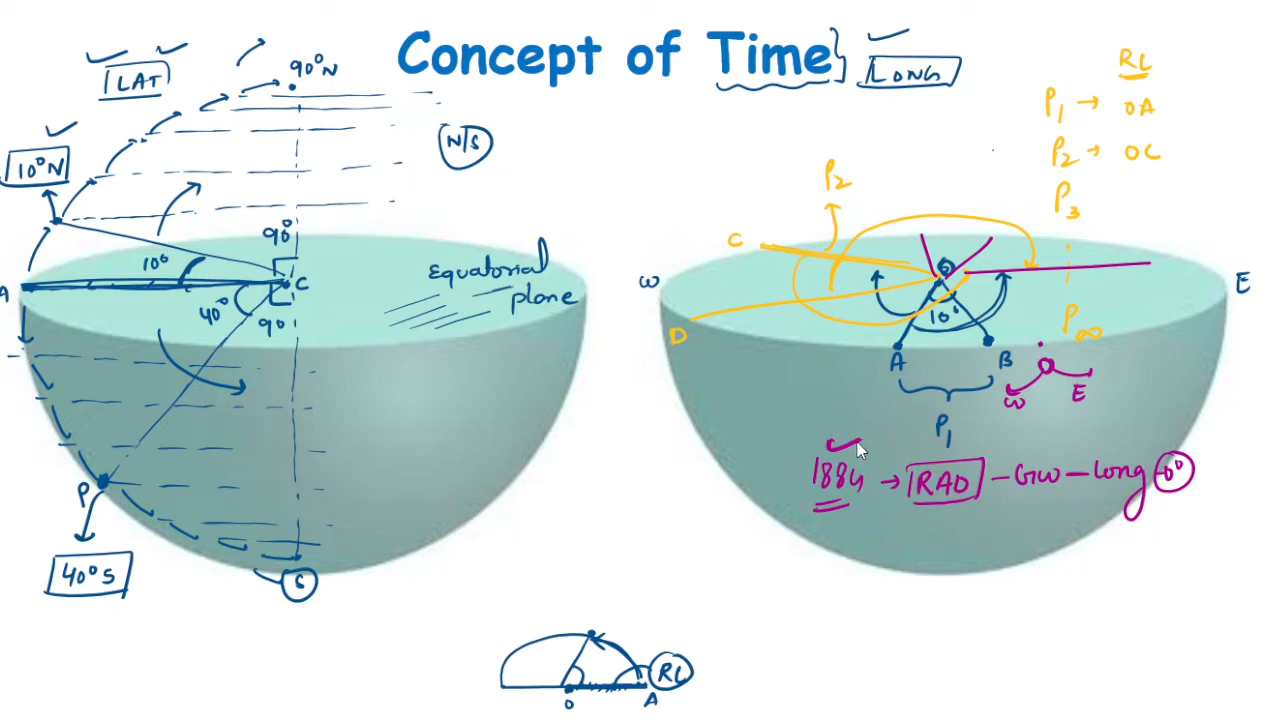 Concept of Time
LONG
LAT
90°N
N/S
10°N
90°
10°
A
C
40°
90
Equatorial
plane
P
40°S
S
RL
P1 → OA
P2 → OC
P3
P∞
P2
C
W
E
O
D
10°
A
B
P1
W
E
1884 → RAO - GW - Long 0°
RL
O
A